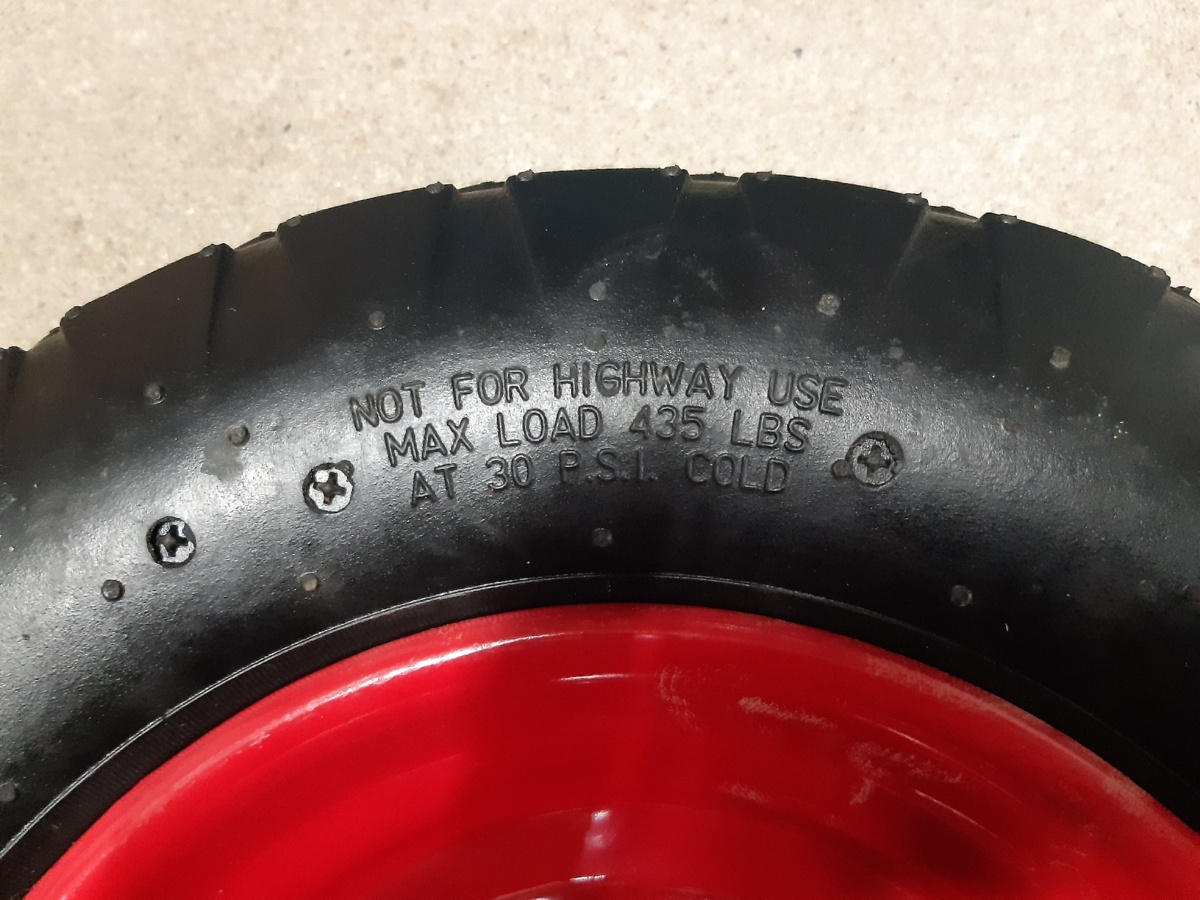 NOT FOR HIGHWAY USE
MAX LOAD 435 LBS
AT 30 P.S.I. COLD